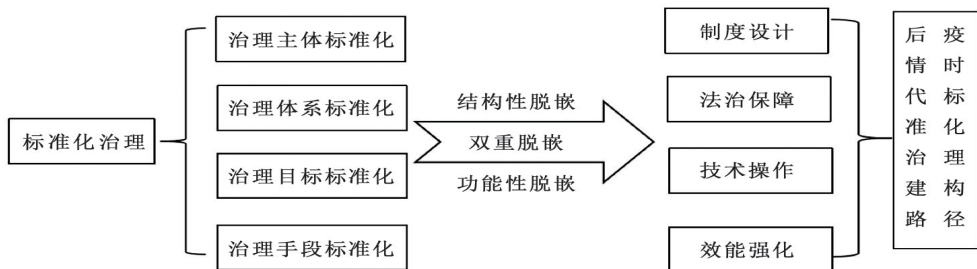 标准化治理
治理主体标准化
治理体系标准化
治理目标标准化
治理手段标准化
结构性脱嵌
双重脱嵌
功能性脱嵌
制度设计
法治保障
技术操作
效能强化
后疫
情时
代标
准化
治理
建构
路径